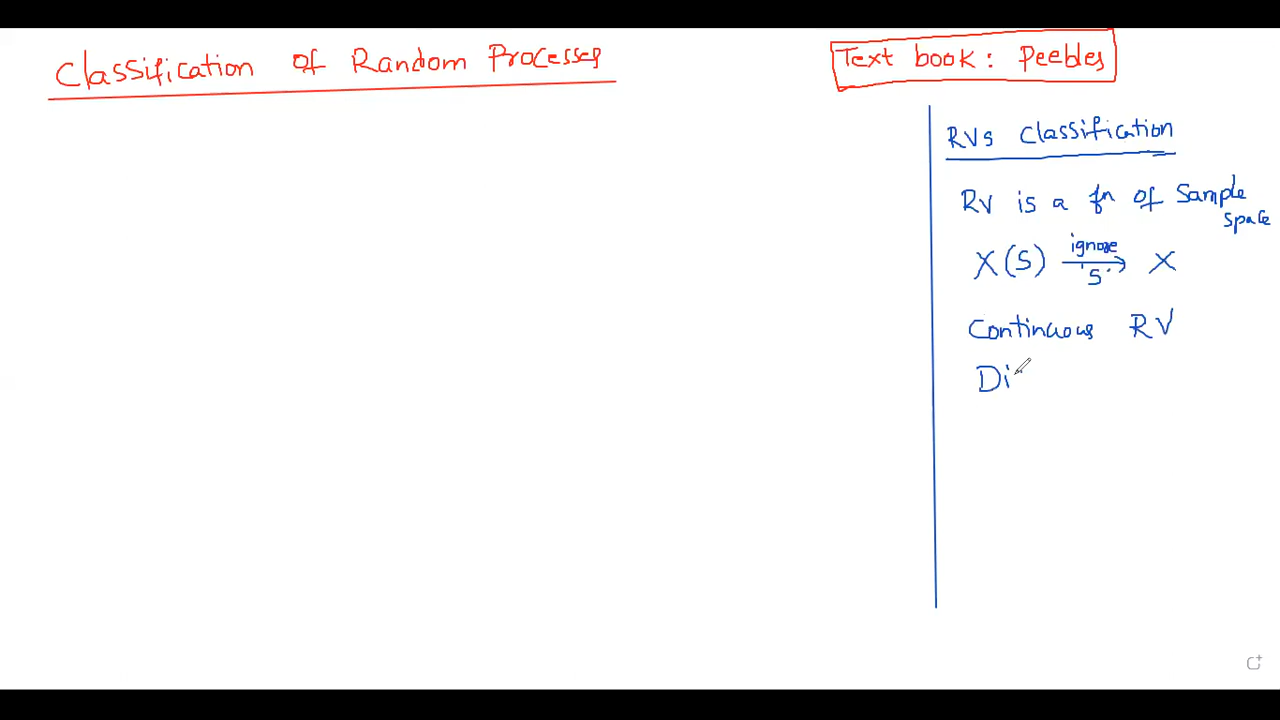 Classification of Random Processes
Text book: Peebles
RVs Classification
RV is a fn of Sample
space
X(S) ignore 'S' → X
Continuous RV
Di